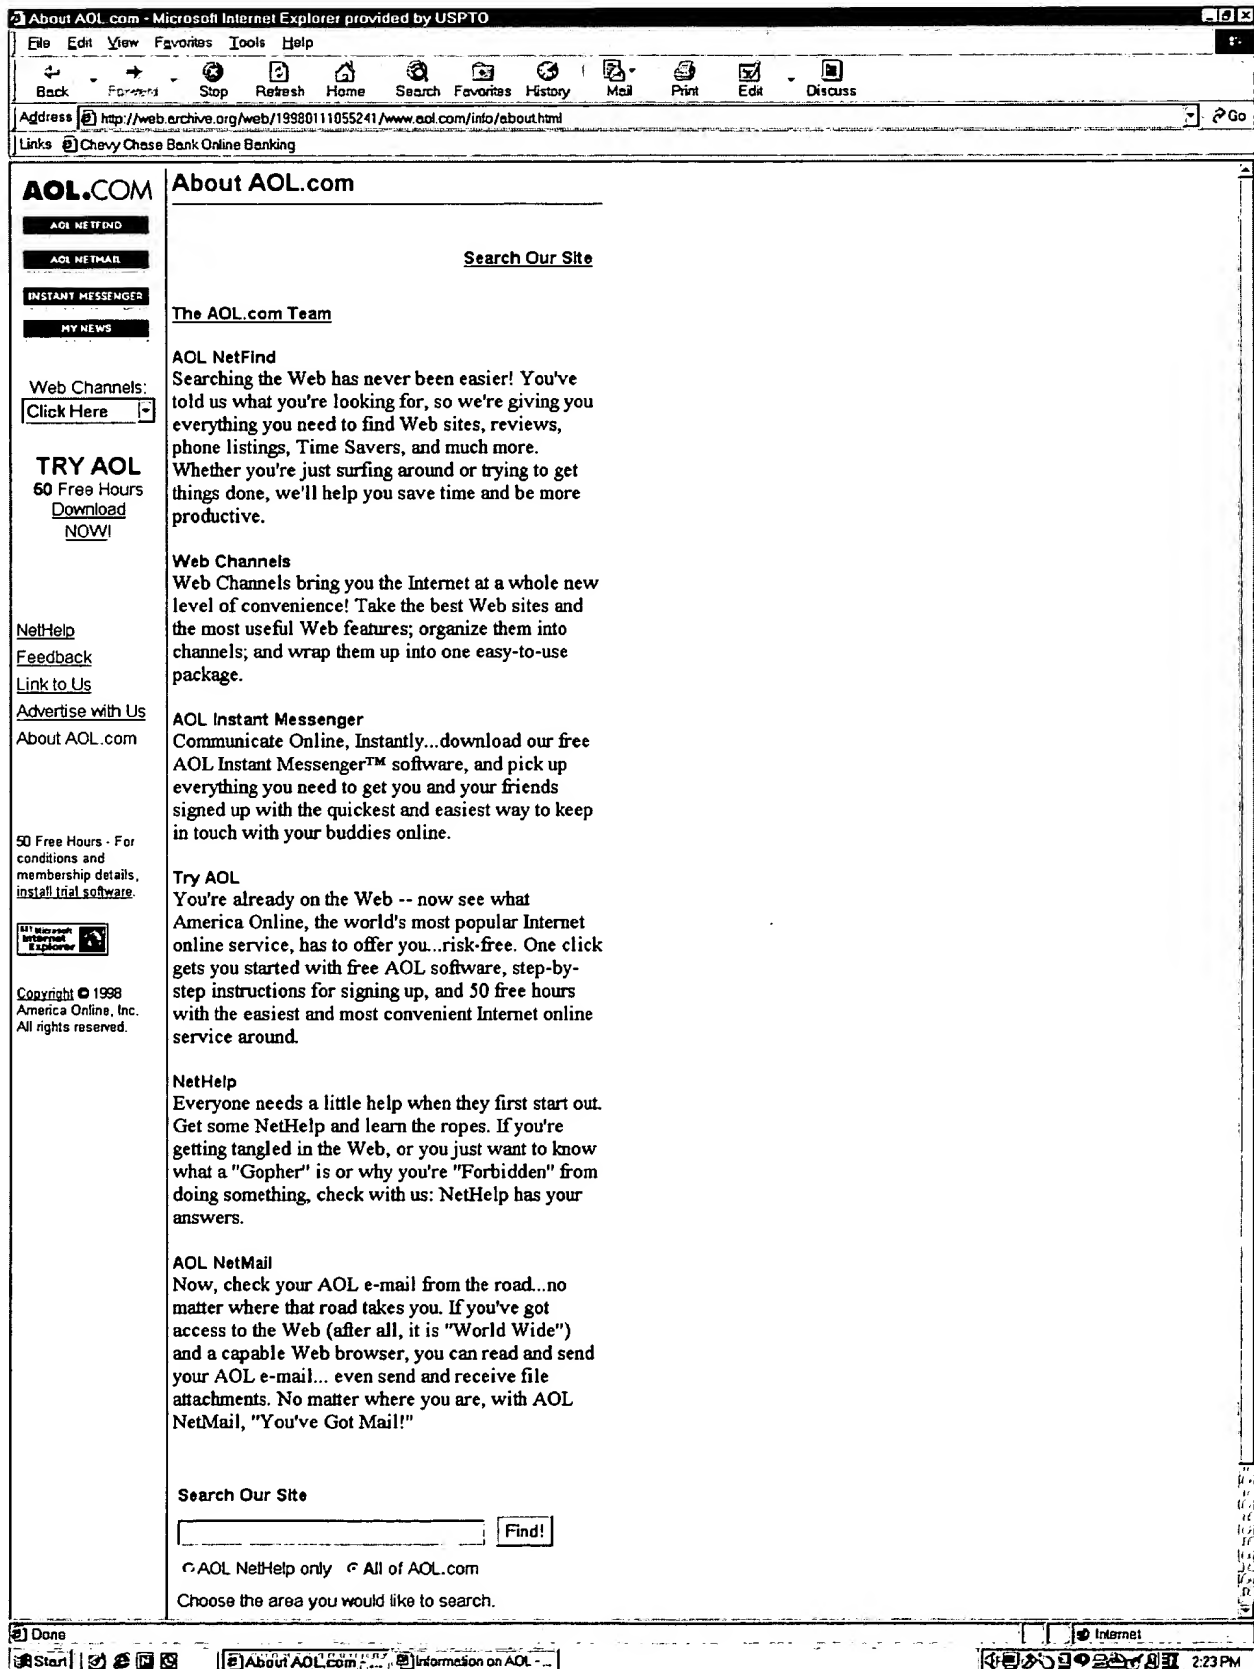 About AOL.com - Microsoft Internet Explorer provided by USPTO
File Edit View Favorites Tools Help
Back Forward Stop Refresh Home Search Favorites History Mail Print Edit Discuss
Address http://web.archive.org/web/19980111055241/www.aol.com/info/about.html Go
Links Chevy Chase Bank Online Banking
AOL.COM
AOL NETFIND
AOL NETMAIL
INSTANT MESSENGER
MY NEWS
Web Channels:
Click Here
TRY AOL
50 Free Hours
Download
NOW!
NetHelp
Feedback
Link to Us
Advertise with Us
About AOL.com
50 Free Hours - For
conditions and
membership details,
install trial software.
Microsoft
Internet
Explorer
Copyright © 1998
America Online, Inc.
All rights reserved.
About AOL.com
Search Our Site
The AOL.com Team
AOL NetFind
Searching the Web has never been easier! You've
told us what you're looking for, so we're giving you
everything you need to find Web sites, reviews,
phone listings, Time Savers, and much more.
Whether you're just surfing around or trying to get
things done, we'll help you save time and be more
productive.
Web Channels
Web Channels bring you the Internet at a whole new
level of convenience! Take the best Web sites and
the most useful Web features; organize them into
channels; and wrap them up into one easy-to-use
package.
AOL Instant Messenger
Communicate Online, Instantly...download our free
AOL Instant Messenger™ software, and pick up
everything you need to get you and your friends
signed up with the quickest and easiest way to keep
in touch with your buddies online.
Try AOL
You're already on the Web -- now see what
America Online, the world's most popular Internet
online service, has to offer you...risk-free. One click
gets you started with free AOL software, step-by-
step instructions for signing up, and 50 free hours
with the easiest and most convenient Internet online
service around.
NetHelp
Everyone needs a little help when they first start out.
Get some NetHelp and learn the ropes. If you're
getting tangled in the Web, or you just want to know
what a "Gopher" is or why you're "Forbidden" from
doing something, check with us: NetHelp has your
answers.
AOL NetMail
Now, check your AOL e-mail from the road...no
matter where that road takes you. If you've got
access to the Web (after all, it is "World Wide")
and a capable Web browser, you can read and send
your AOL e-mail... even send and receive file
attachments. No matter where you are, with AOL
NetMail, "You've Got Mail!"
Search Our Site
Find!
AOL NetHelp only All of AOL.com
Choose the area you would like to search.
Done Internet
Start About AOL.com - ... Information on AOL - ... 2:23 PM